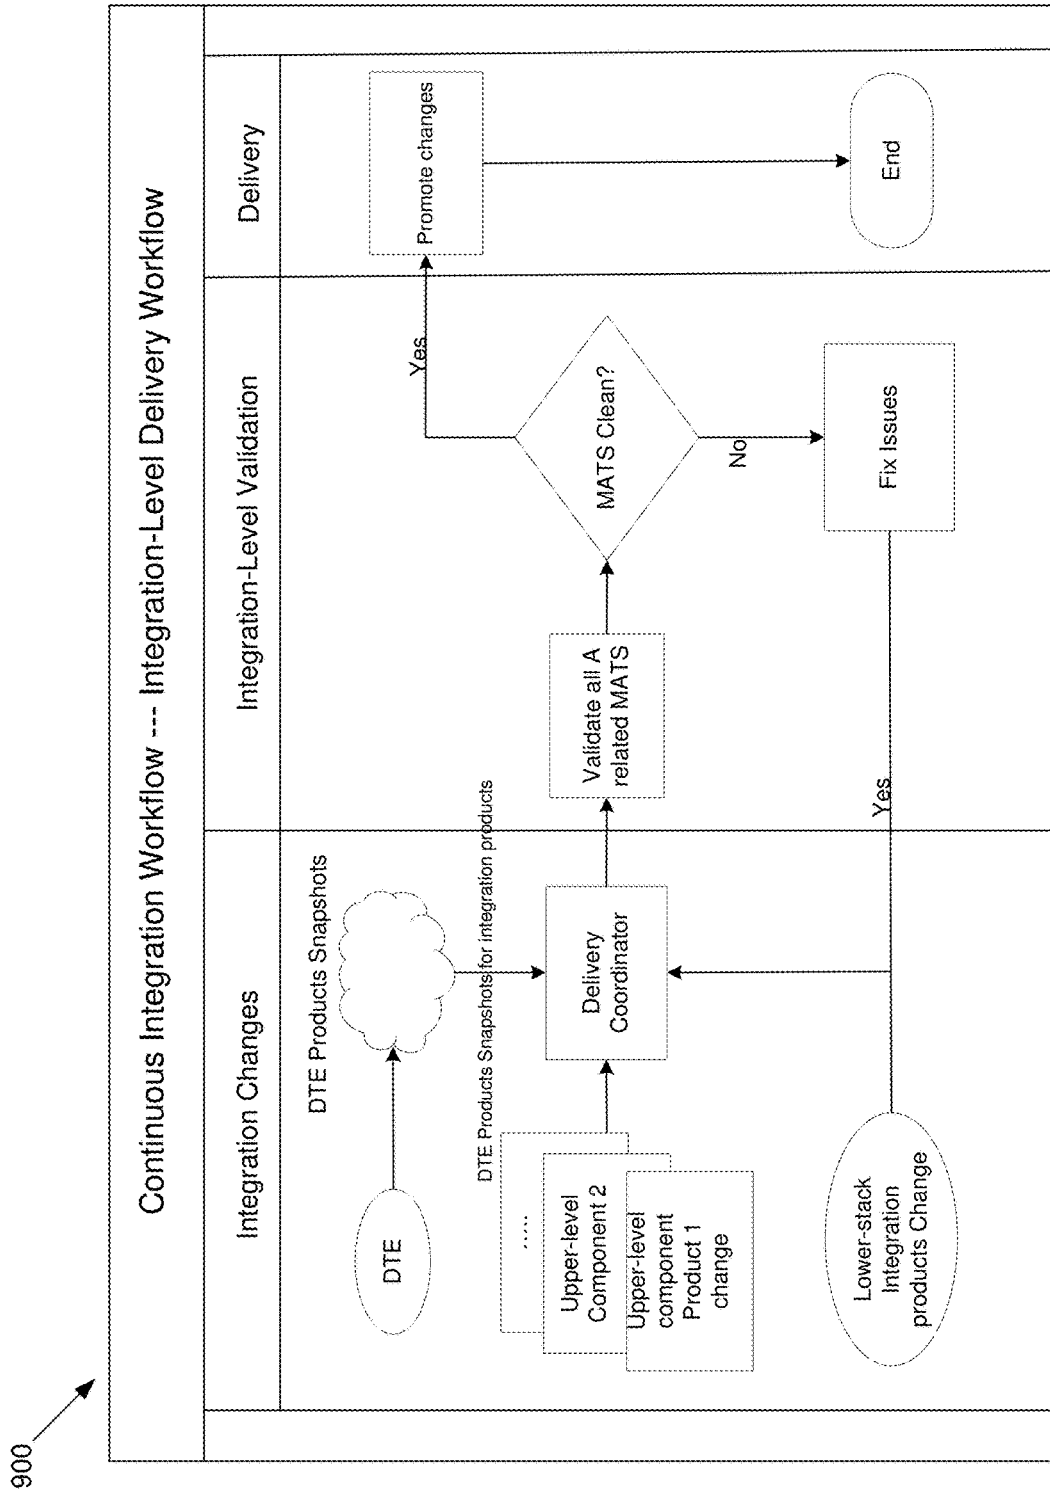 900
Continuous Integration Workflow --- Integration-Level Delivery Workflow
Integration Changes
Integration-Level Validation
Delivery
DTE
DTE Products Snapshots
DTE Products Snapshots for integration products
.....
Upper-level
Component 2
Upper-level
component
Product 1
change
Lower-stack
Integration
products Change
Delivery
Coordinator
Validate all A
related MATS
MATS Clean?
Yes
No
Fix Issues
Yes
Promote changes
End